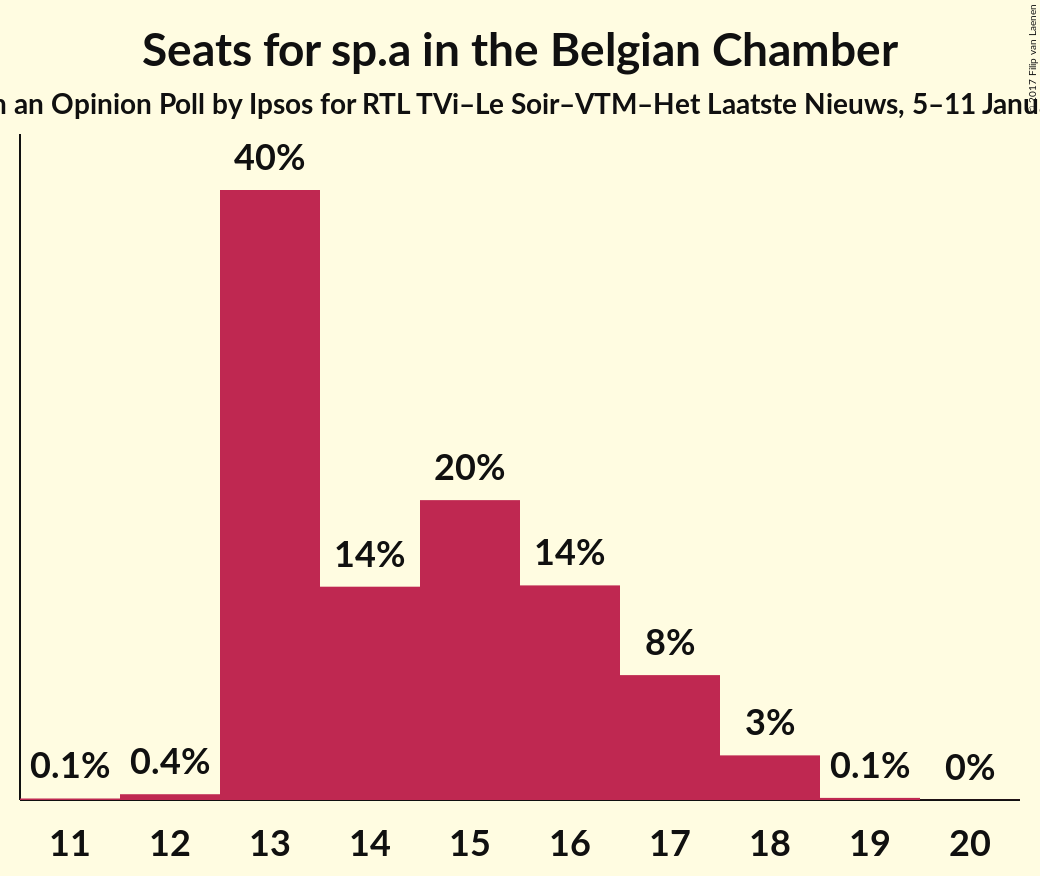 Seats for sp.a in the Belgian Chamber
an Opinion Poll by Ipsos for RTL TVi–Le Soir–VTM–Het Laatste Nieuws, 5–11
© 2017 Filip van Laenen
40%
20%
14%
14%
8%
3%
0.1%
0.4%
0.1%
0%
11 12 13 14 15 16 17 18 19 20